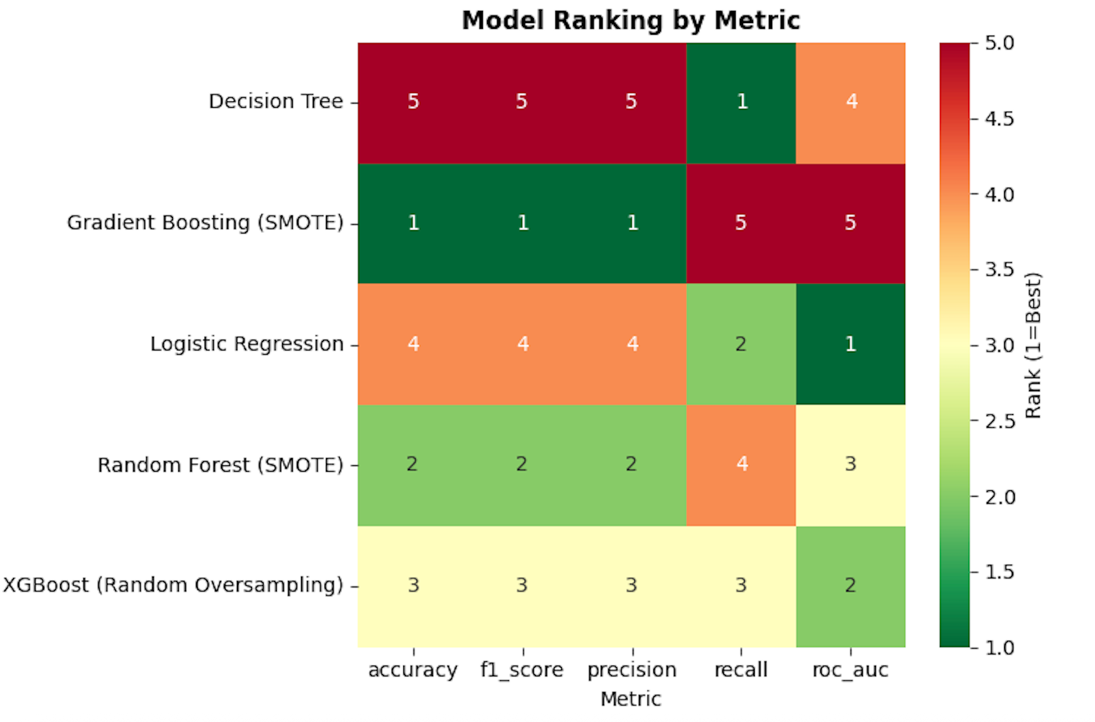 Model Ranking by Metric
Decision Tree 5 5 5 1 4
Gradient Boosting (SMOTE) 1 1 1 5 5
Logistic Regression 4 4 4 2 1
Random Forest (SMOTE) 2 2 2 4 3
XGBoost (Random Oversampling) 3 3 3 3 2
accuracy f1_score precision recall roc_auc
Metric
5.0
4.5
4.0
3.5
3.0
2.5
2.0
1.5
1.0
Rank (1=Best)